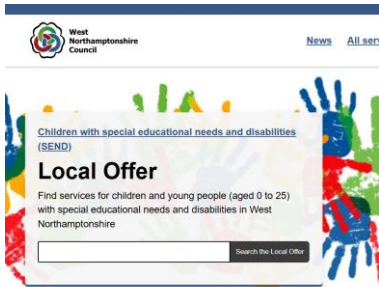 West
Northamptonshire
Council
News
All serv
Children with special educational needs and disabilities
(SEND)
Local Offer
Find services for children and young people (aged 0 to 25)
with special educational needs and disabilities in West
Northamptonshire
Search the Local Offer